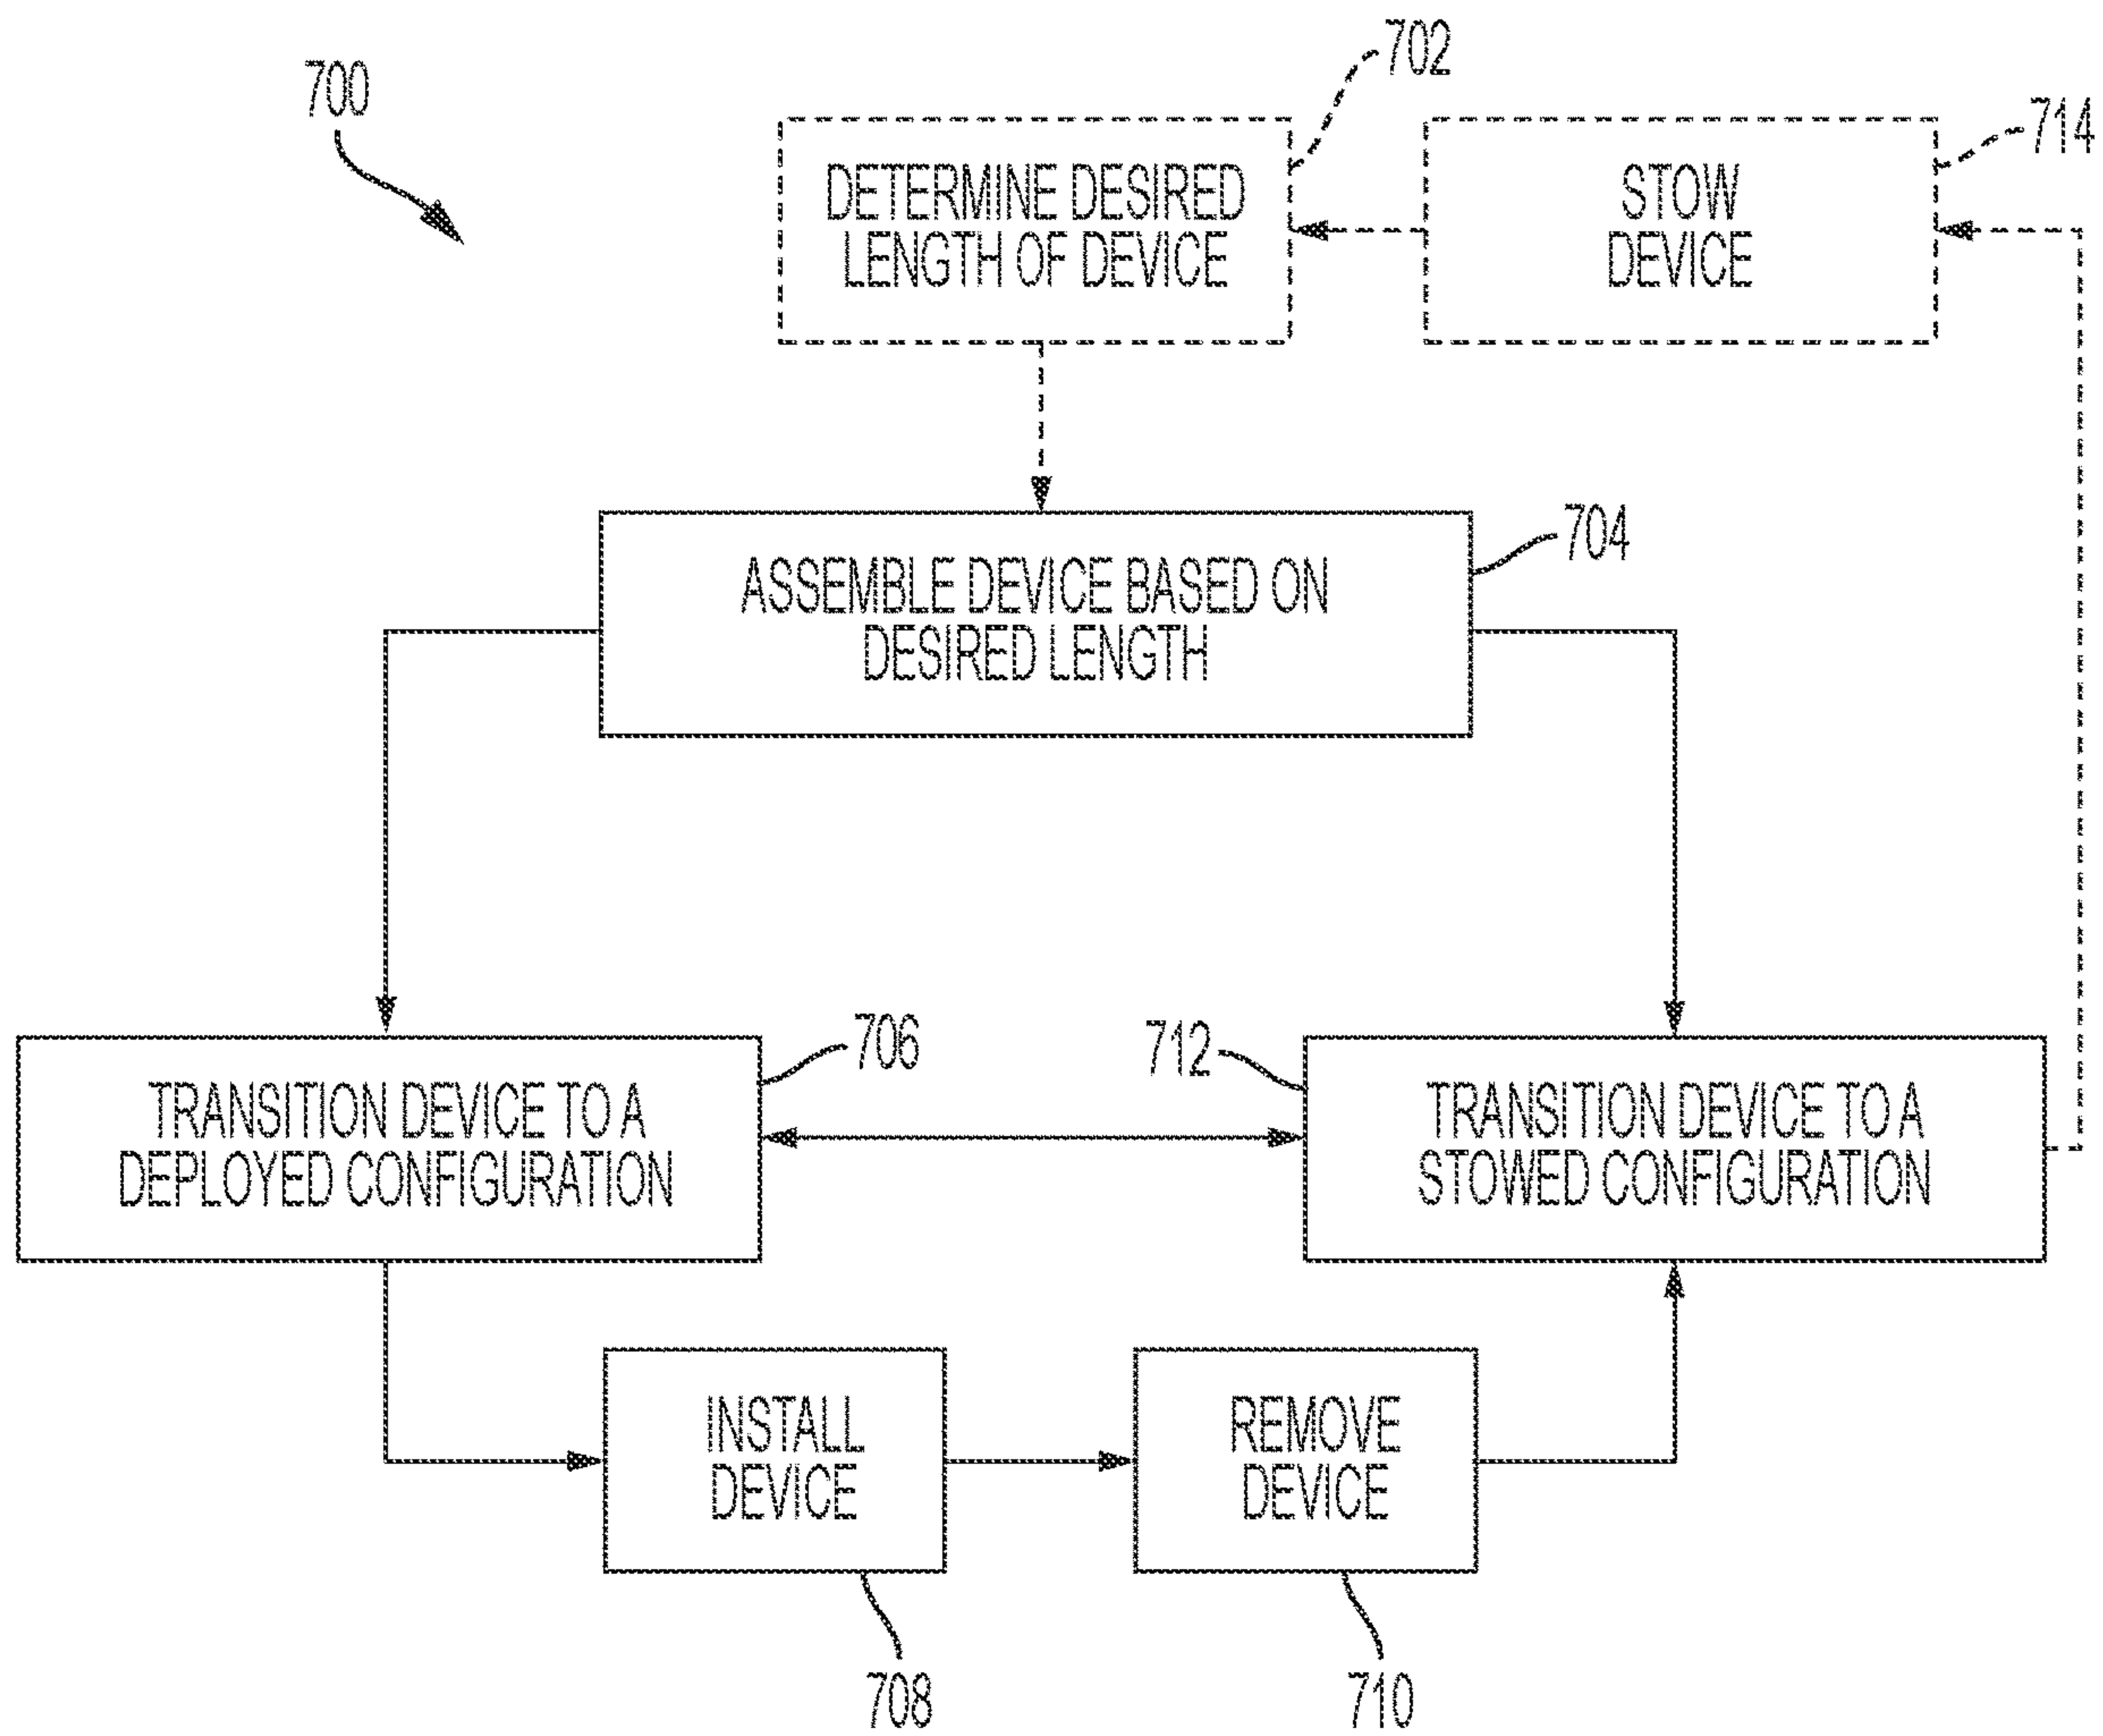 700
702
714
DETERMINE DESIRED
LENGTH OF DEVICE
STOW
DEVICE
704
ASSEMBLE DEVICE BASED ON
DESIRED LENGTH
706
712
TRANSITION DEVICE TO A
DEPLOYED CONFIGURATION
TRANSITION DEVICE TO A
STOWED CONFIGURATION
INSTALL
DEVICE
REMOVE
DEVICE
708
710